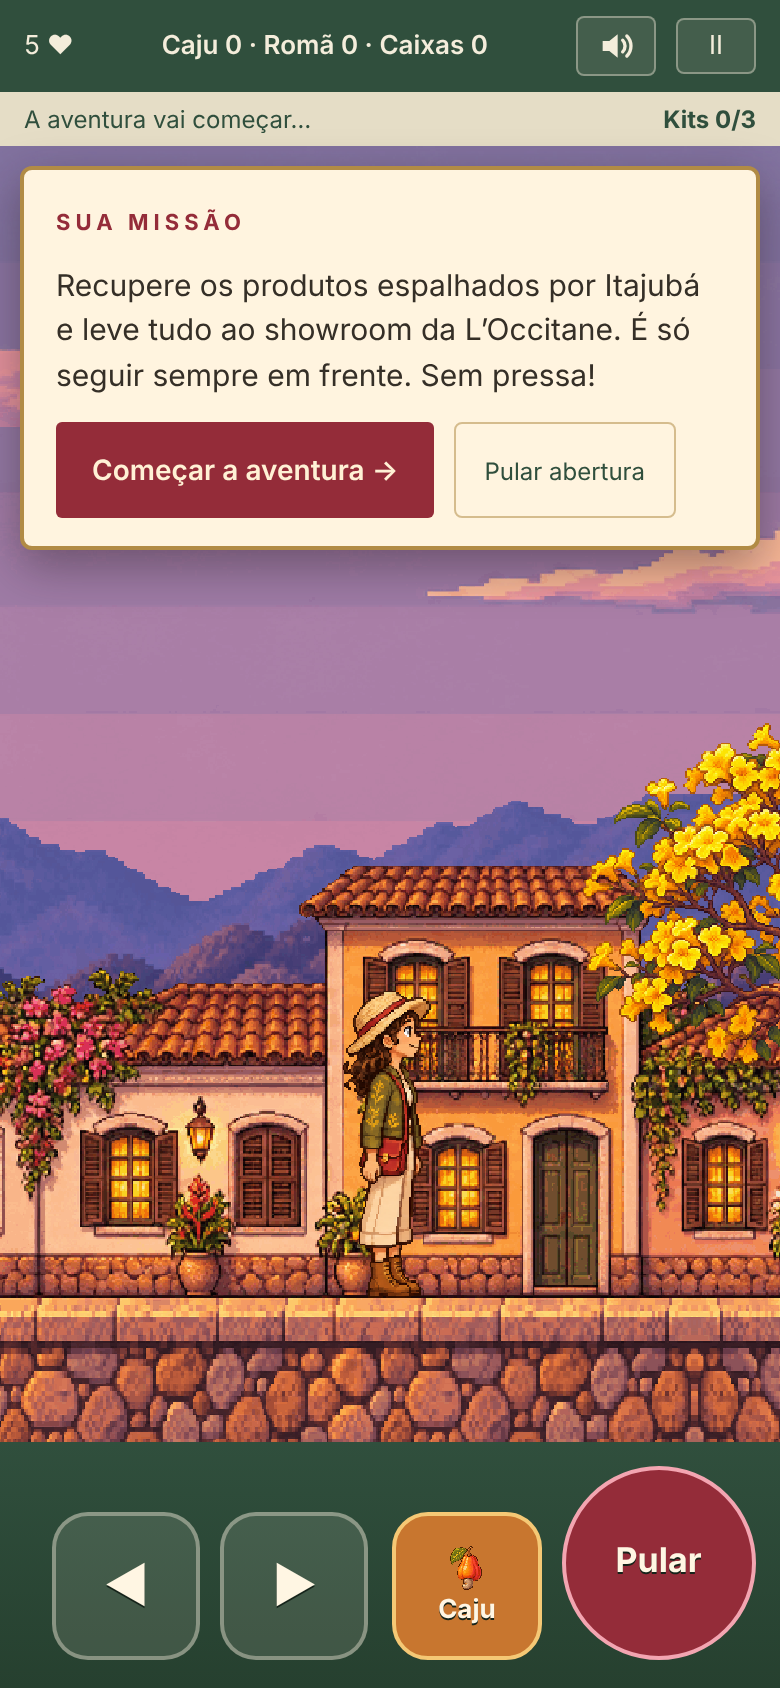 5 ♥ Caju 0 · Romã 0 · Caixas 0
A aventura vai começar... Kits 0/3
SUA MISSÃO
Recupere os produtos espalhados por Itajubá
e leve tudo ao showroom da L’Occitane. É só
seguir sempre em frente. Sem pressa!
Começar a aventura → Pular abertura
Caju Pular